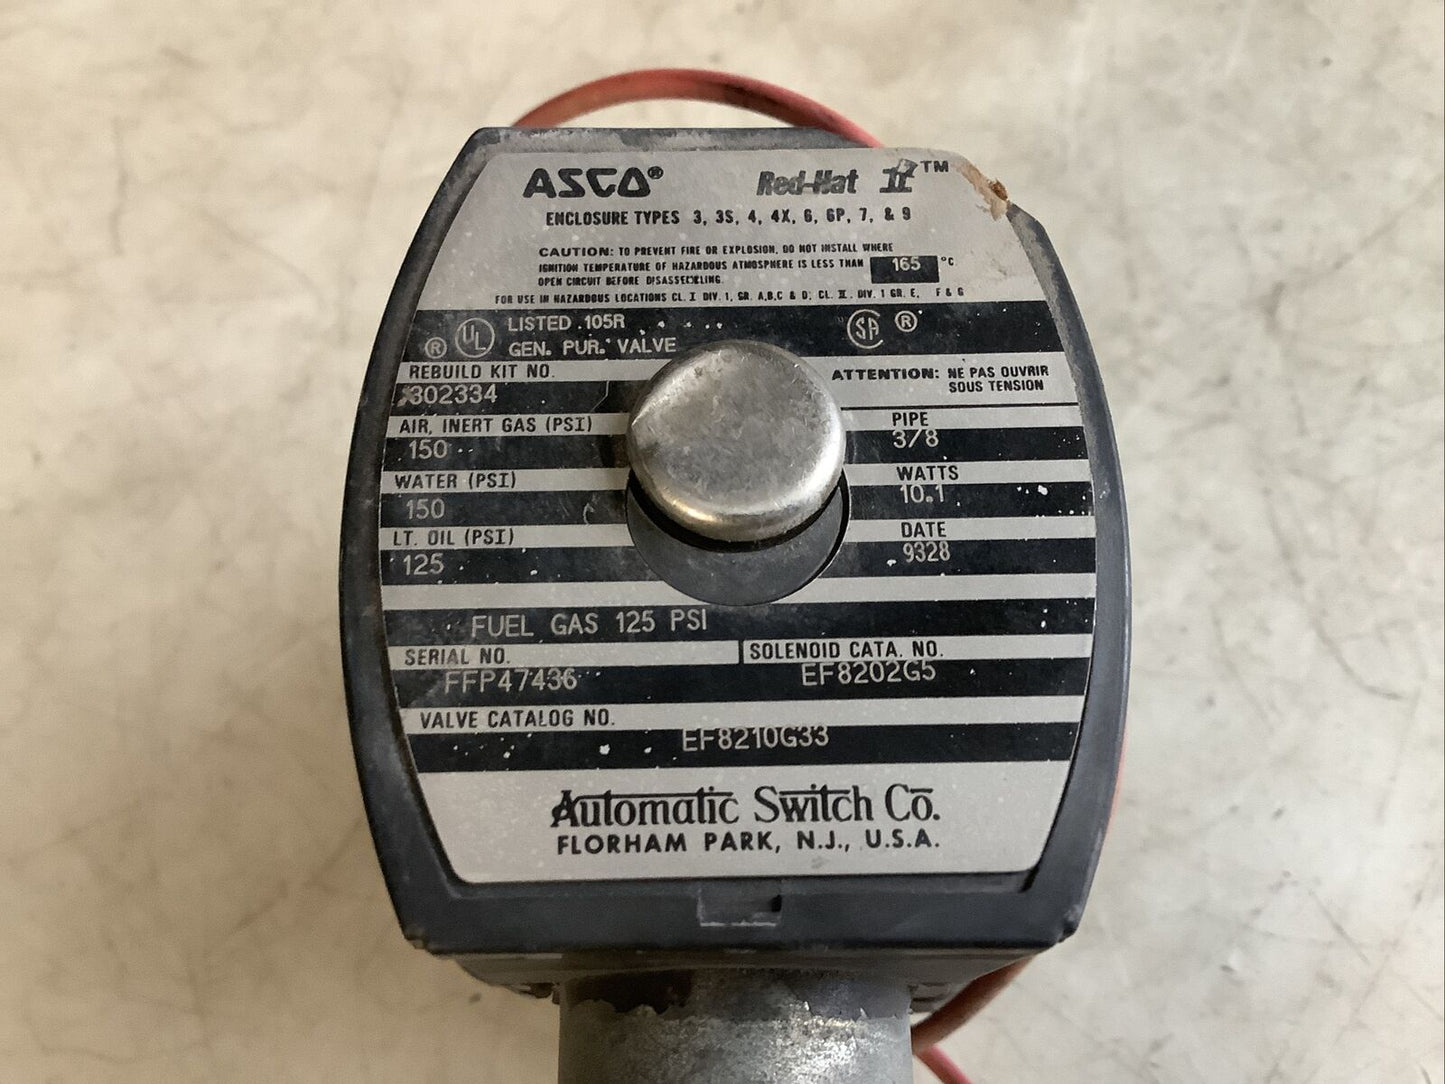 ASCO® Red-Hat II™
ENCLOSURE TYPES 3, 3S, 4, 4X, 6, 6P, 7, & 9
CAUTION: TO PREVENT FIRE OR EXPLOSION, DO NOT INSTALL WHERE
IGNITION TEMPERATURE OF HAZARDOUS ATMOSPHERE IS LESS THAN 165 °C
OPEN CIRCUIT BEFORE DISASSEMBLING.
FOR USE IN HAZARDOUS LOCATIONS CL. I DIV. 1, GR. A,B,C & D; CL. II. DIV. 1 GR. E, F & G
® UL LISTED 105R SA ®
GEN. PUR. VALVE
REBUILD KIT NO.
302334
ATTENTION: NE PAS OUVRIR
SOUS TENSION
AIR, INERT GAS (PSI) PIPE
150 3/8
WATER (PSI) WATTS
150 10.1
LT. OIL (PSI) DATE
125 9328
FUEL GAS 125 PSI
SERIAL NO. SOLENOID CATA. NO.
FFP47436 EF8202G5
VALVE CATALOG NO.
EF8210G33
Automatic Switch Co.
FLORHAM PARK, N.J., U.S.A.